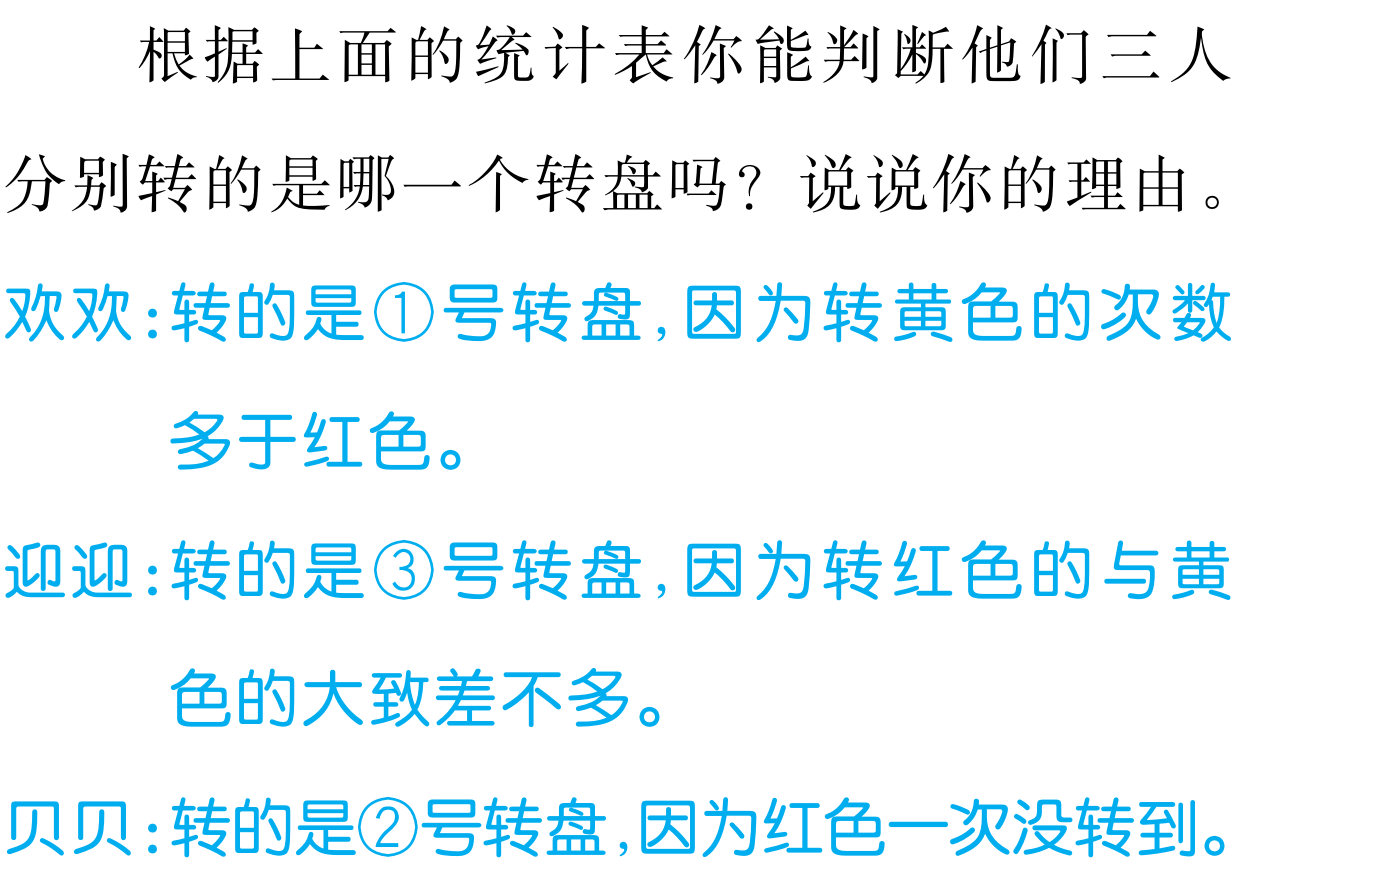 根据上面的统计表你能判断他们三人
分别转的是哪一个转盘吗？说说你的理由。
欢欢:转的是①号转盘,因为转黄色的次数
多于红色。
迎迎:转的是③号转盘,因为转红色的与黄
色的大致差不多。
贝贝:转的是②号转盘,因为红色一次没转到。